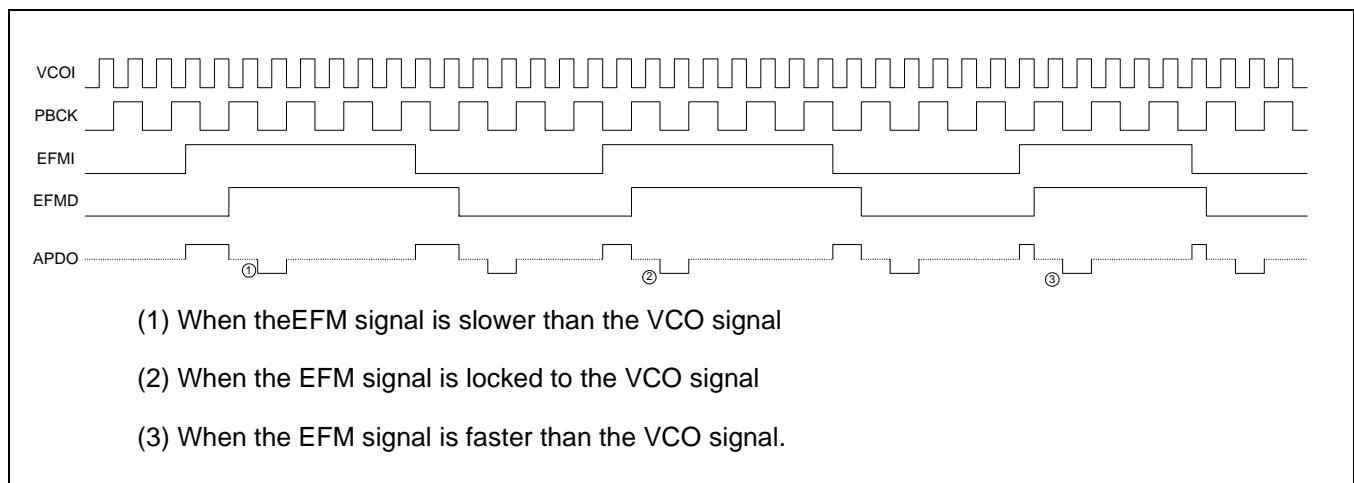 VCOI
PBCK
EFMI
EFMD
APDO
1
2
3
(1) When theEFM signal is slower than the VCO signal
(2) When the EFM signal is locked to the VCO signal
(3) When the EFM signal is faster than the VCO signal.